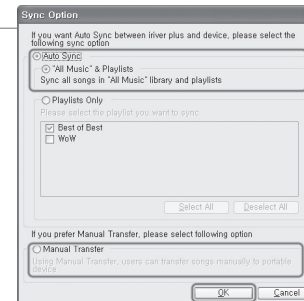 Sync Option
If you want Auto Sync between iriver plus and device, please select the
following sync option
Auto Sync
"All Music" & Playlists
Sync all songs in "All Music" library and playlists
Playlists Only
Please select the playlist you want to sync
Best of Best
WoW
Select All Deselect All
If you prefer Manual Transfer, please select following option
Manual Transfer
Using Manual Transfer, users can transfer songs manually to portable
device
OK Cancel